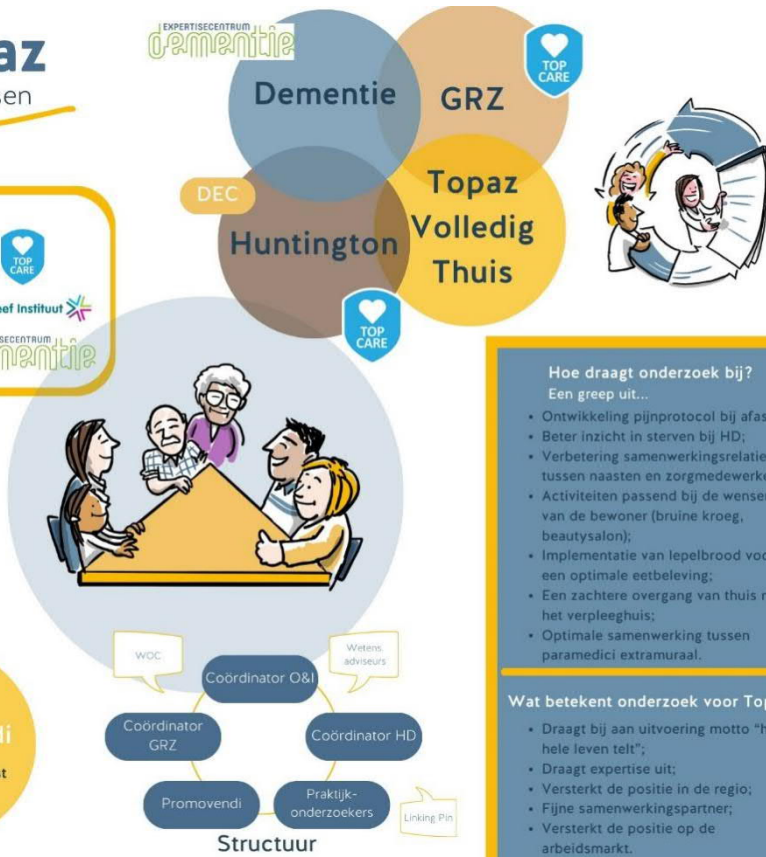 az
sen
EXPERTISECENTRUM
dementie
Dementie
GRZ
TOP
CARE
DEC
Huntington
Topaz
Volledig
Thuis
TOP
CARE
TOP
CARE
eef Instituut
SECENTRUM
mentie
Hoe draagt onderzoek bij?
Een greep uit...
• Ontwikkeling pijnprotocol bij afas
• Beter inzicht in sterven bij HD;
• Verbetering samenwerkingsrelatie
tussen naasten en zorgmedewerke
• Activiteiten passend bij de wensen
van de bewoner (bruine kroeg,
beautysalon);
• Implementatie van lepelbrood voo
een optimale eetbeleving;
• Een zachtere overgang van thuis n
het verpleeghuis;
• Optimale samenwerking tussen
paramedici extramuraal.
Wat betekent onderzoek voor Top
• Draagt bij aan uitvoering motto "h
hele leven telt";
• Draagt expertise uit;
• Versterkt de positie in de regio;
• Fijne samenwerkingspartner;
• Versterkt de positie op de
arbeidsmarkt.
WOC
Wetens.
adviseurs
Coördinator O&I
Coördinator
GRZ
Coördinator HD
Promovendi
Praktijk-
onderzoekers
Linking Pin
Structuur
di
st